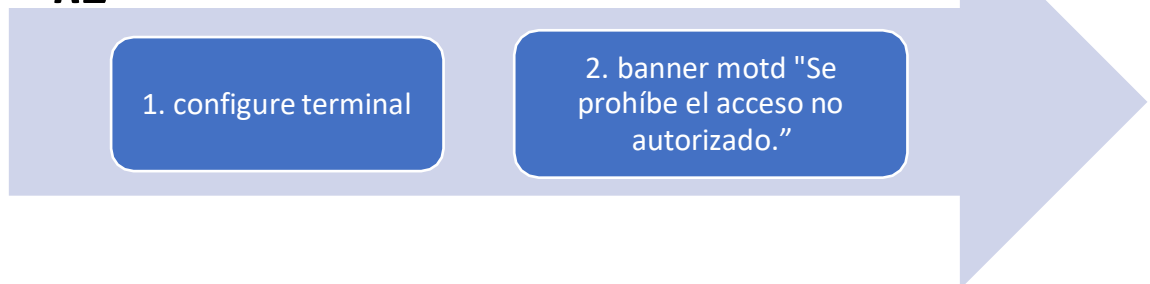 1. configure terminal
2. banner motd "Se
prohíbe el acceso no
autorizado.”